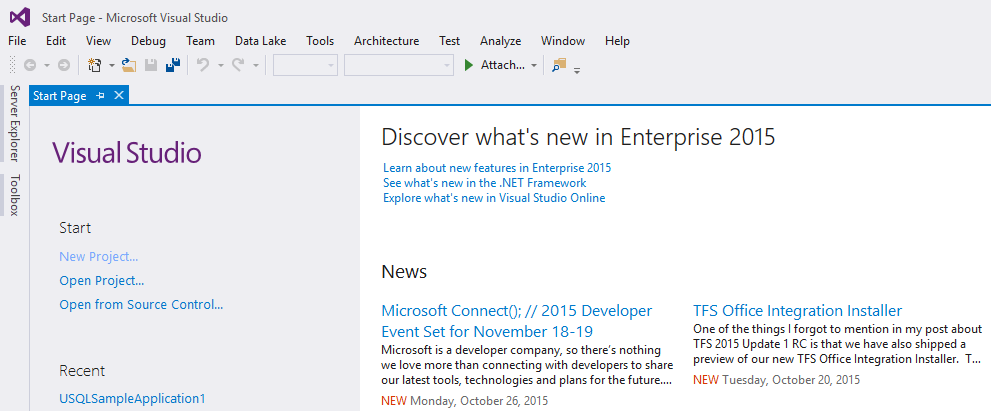 Start Page - Microsoft Visual Studio
File Edit View Debug Team Data Lake Tools Architecture Test Analyze Window Help
Attach...
Server Explorer
Toolbox
Start Page
Visual Studio
Start
New Project...
Open Project...
Open from Source Control...
Recent
USQLSampleApplication1
Discover what's new in Enterprise 2015
Learn about new features in Enterprise 2015
See what's new in the .NET Framework
Explore what's new in Visual Studio Online
News
Microsoft Connect(); // 2015 Developer
Event Set for November 18-19
Microsoft is a developer company, so there's nothing
we love more than connecting with developers to share
our latest tools, technologies and plans for the future....
NEW Monday, October 26, 2015
TFS Office Integration Installer
One of the things I forgot to mention in my post about
TFS 2015 Update 1 RC is that we have also shipped a
preview of our new TFS Office Integration Installer.  T...
NEW Tuesday, October 20, 2015